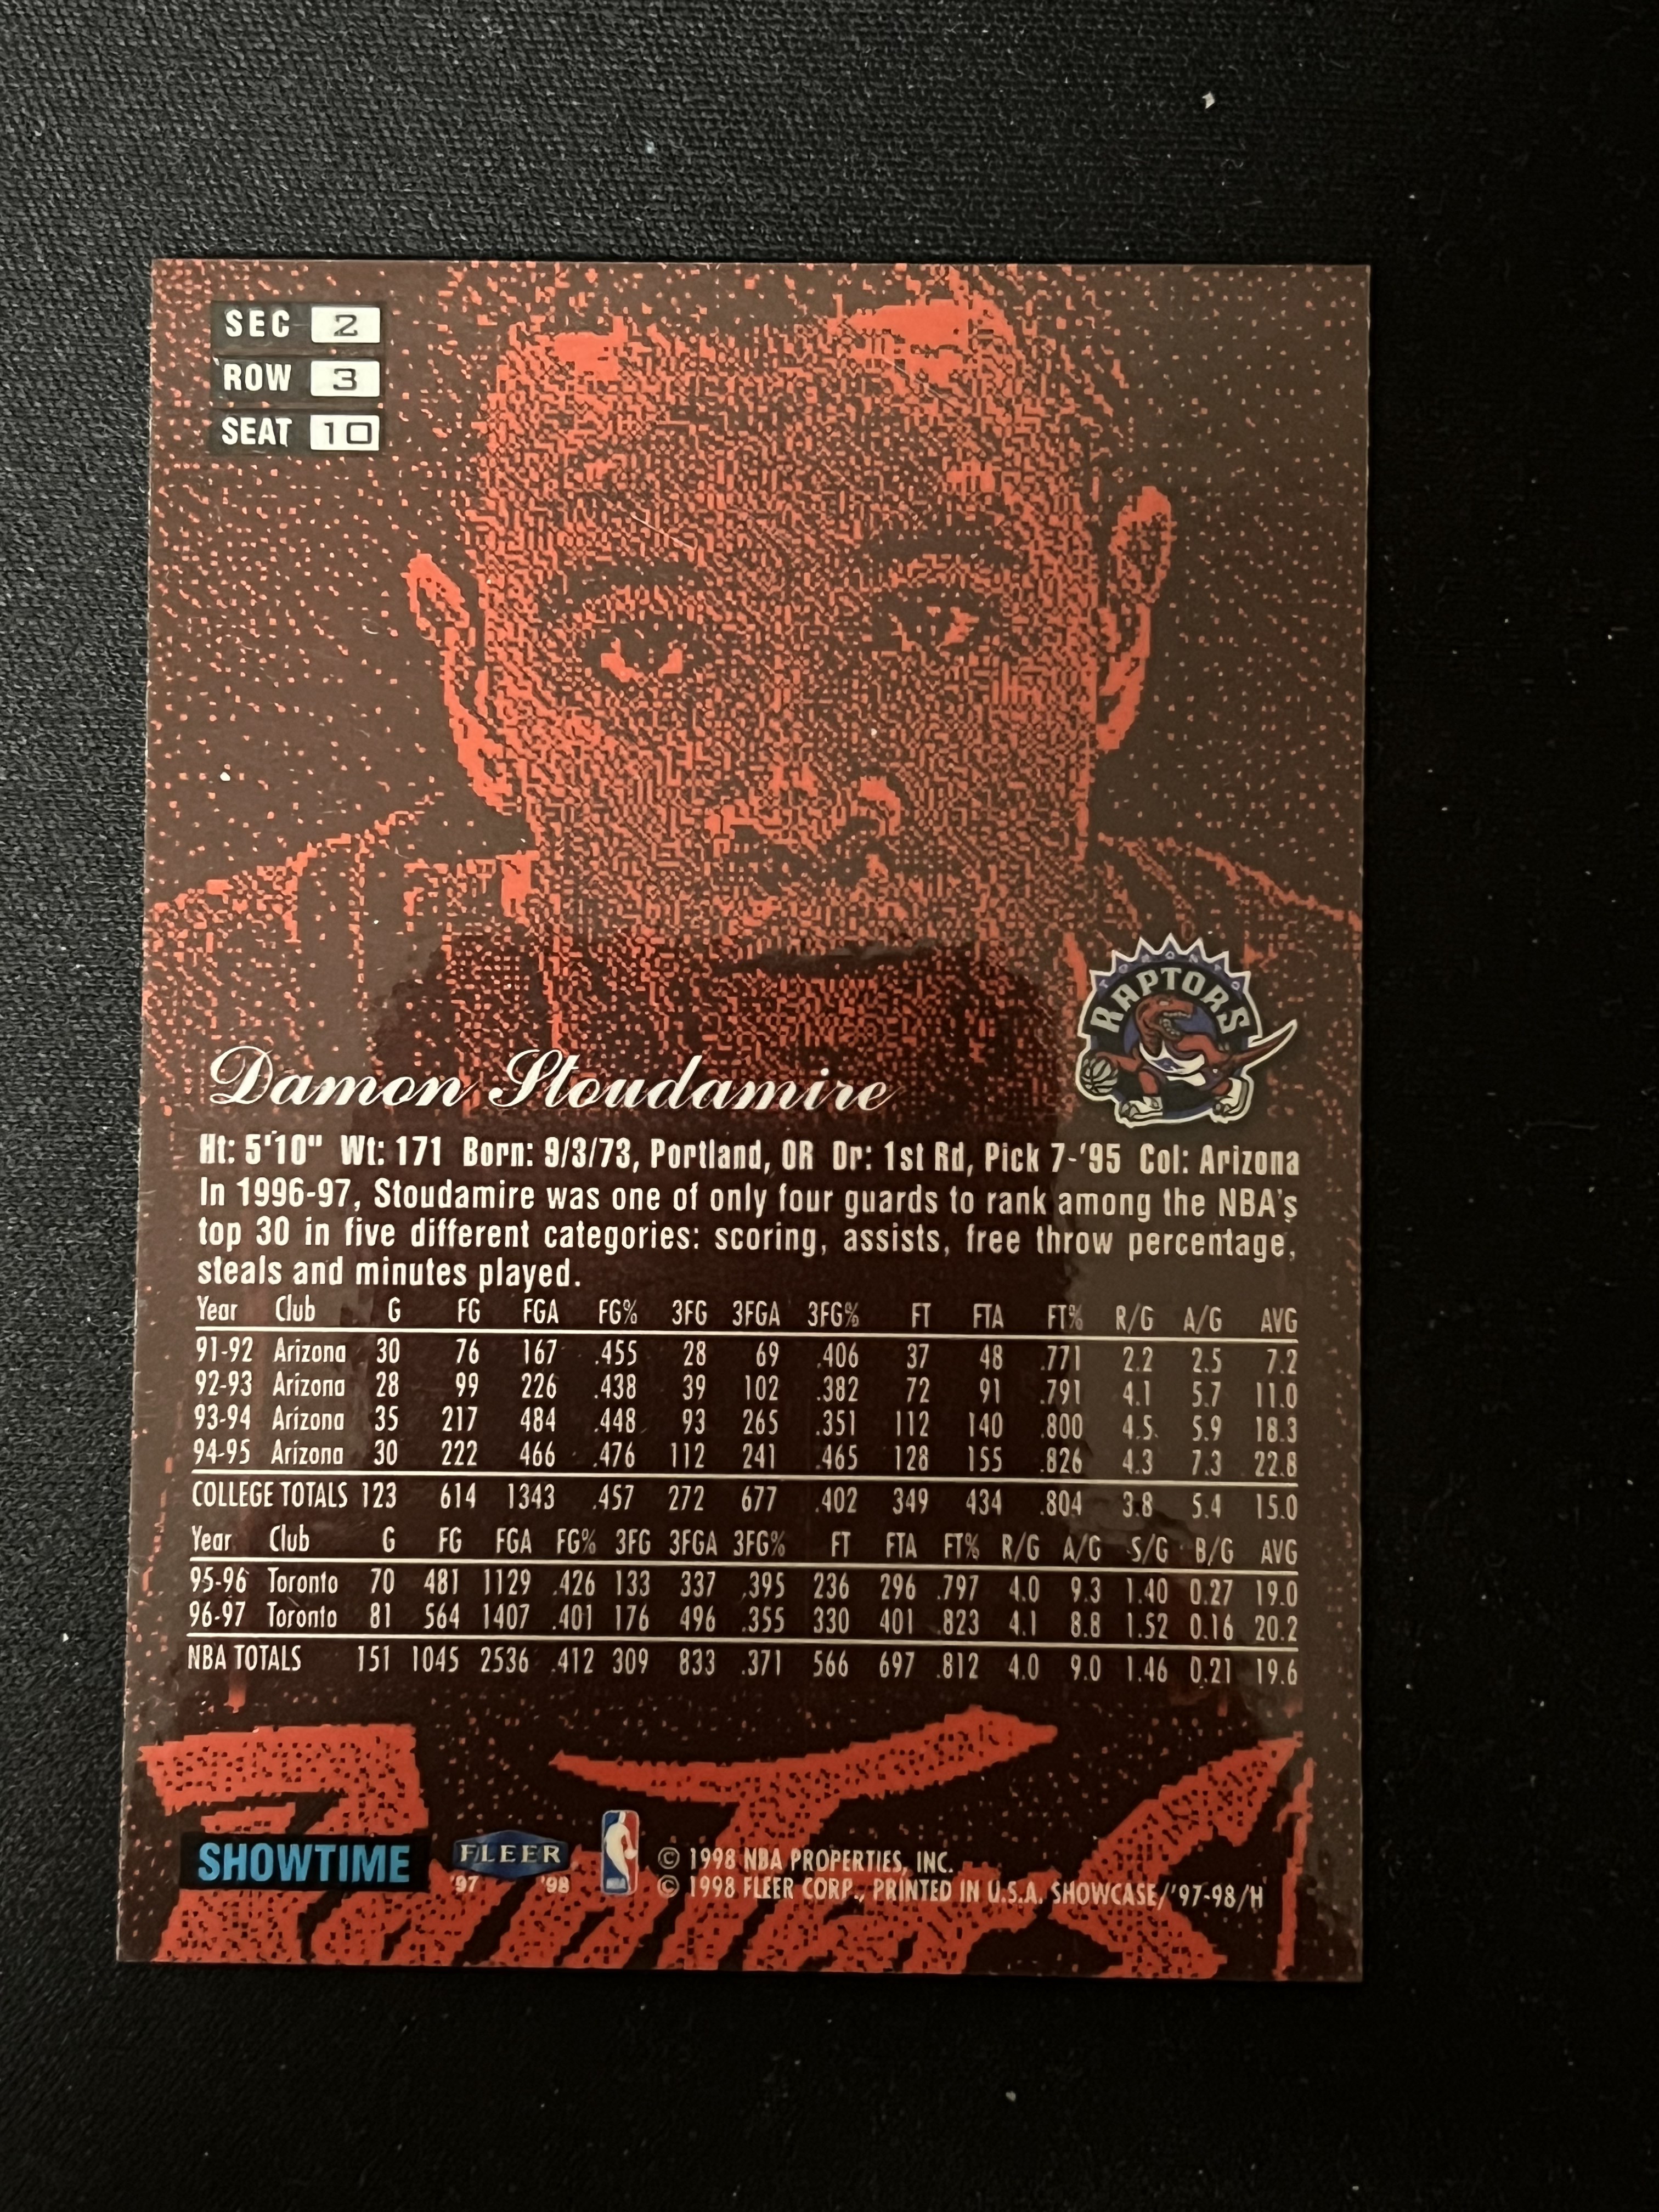 SEC 2
ROW 3
SEAT 10
TORONTO
RAPTORS
Damon Stoudamire
Ht: 5'10" Wt: 171 Born: 9/3/73, Portland, OR Dr: 1st Rd, Pick 7-'95 Col: Arizona
In 1996-97, Stoudamire was one of only four guards to rank among the NBA's
top 30 in five different categories: scoring, assists, free throw percentage,
steals and minutes played.
Year Club G FG FGA FG% 3FG 3FGA 3FG% FT FTA FT% R/G A/G AVG
91-92 Arizona 30 76 167 .455 28 69 .406 37 48 .771 2.2 2.5 7.2
92-93 Arizona 28 99 226 .438 39 102 .382 72 91 .791 4.1 5.7 11.0
93-94 Arizona 35 217 484 .448 93 265 .351 112 140 .800 4.5 5.9 18.3
94-95 Arizona 30 222 466 .476 112 241 .465 128 155 .826 4.3 7.3 22.8
COLLEGE TOTALS 123 614 1343 .457 272 677 .402 349 434 .804 3.8 5.4 15.0
Year Club G FG FGA FG% 3FG 3FGA 3FG% FT FTA FT% R/G A/G S/G B/G AVG
95-96 Toronto 70 481 1129 .426 133 337 .395 236 296 .797 4.0 9.3 1.40 0.27 19.0
96-97 Toronto 81 564 1407 .401 176 496 .355 330 401 .823 4.1 8.8 1.52 0.16 20.2
NBA TOTALS 151 1045 2536 .412 309 833 .371 566 697 .812 4.0 9.0 1.46 0.21 19.6
SHOWTIME
FLEER
'97 '98
© 1998 NBA PROPERTIES, INC.
© 1998 FLEER CORP., PRINTED IN U.S.A. SHOWCASE/'97-98/H